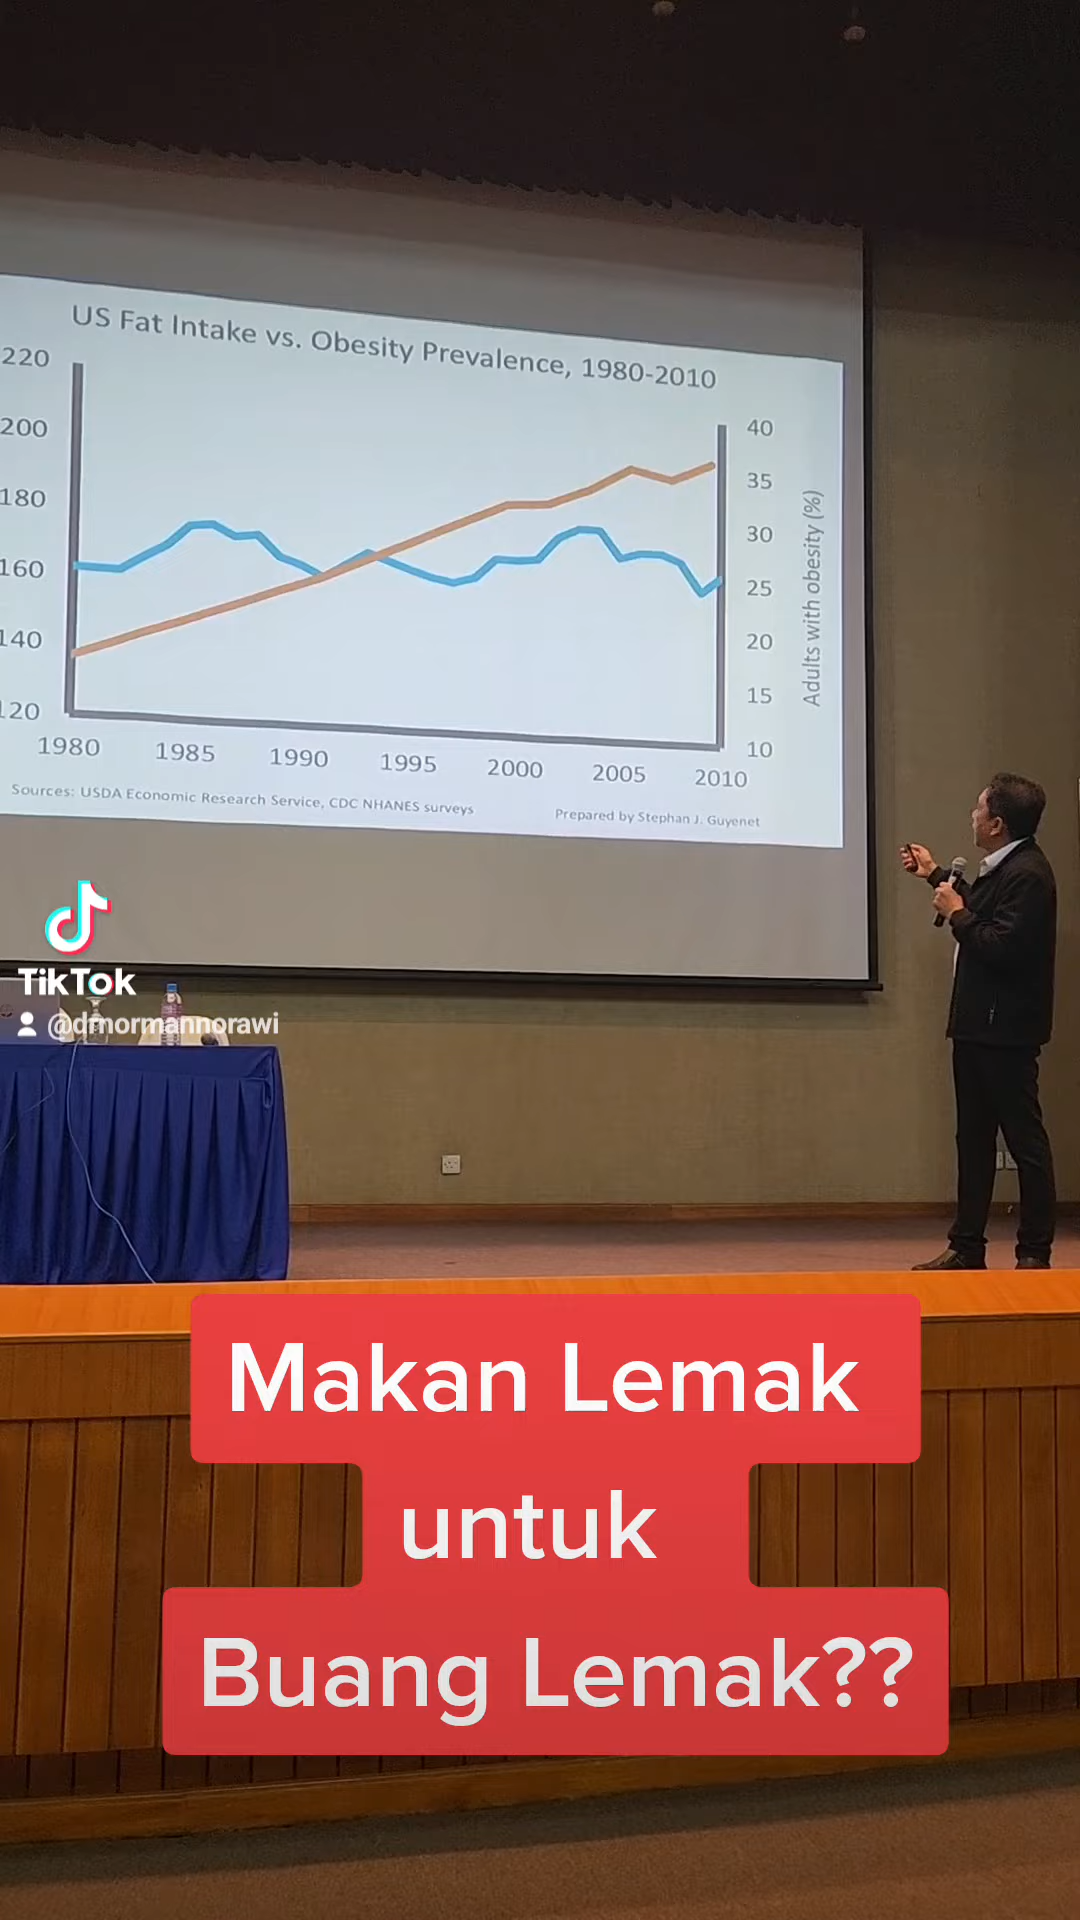 US Fat Intake vs. Obesity Prevalence, 1980-2010
220
200
180
160
140
120
40
35
30
25
20
15
10
Adults with obesity (%)
1980 1985 1990 1995 2000 2005 2010
Sources: USDA Economic Research Service, CDC NHANES surveys
Prepared by Stephan J. Guyenet
TikTok
@drnormannorawi
Makan Lemak
untuk
Buang Lemak??